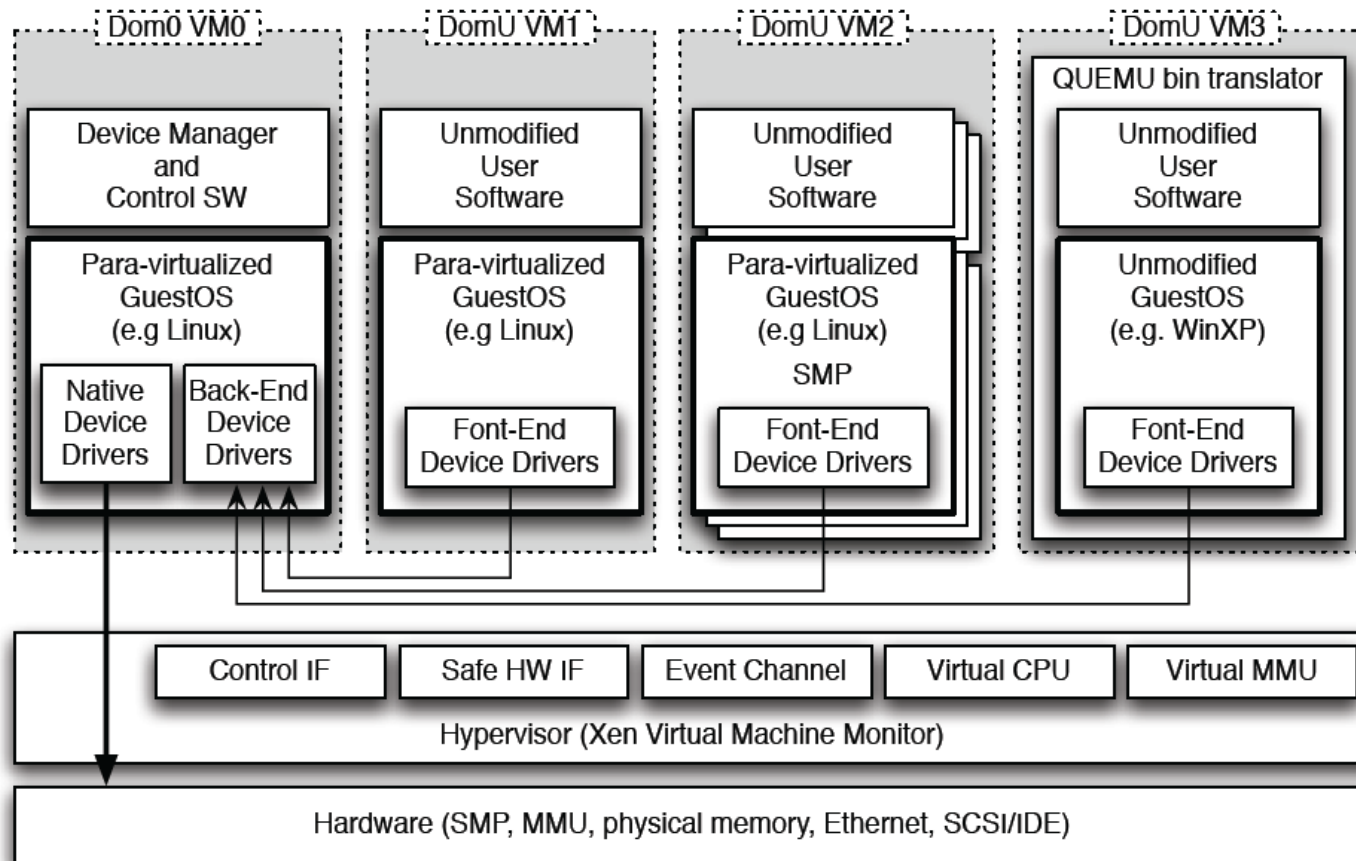 Dom0 VM0
Device Manager
and
Control SW
Para-virtualized
GuestOS
(e.g Linux)
Native
Device
Drivers
Back-End
Device
Drivers
DomU VM1
Unmodified
User
Software
Para-virtualized
GuestOS
(e.g Linux)
Font-End
Device Drivers
DomU VM2
Unmodified
User
Software
Para-virtualized
GuestOS
(e.g Linux)
SMP
Font-End
Device Drivers
DomU VM3
QUEMU bin translator
Unmodified
User
Software
Unmodified
GuestOS
(e.g. WinXP)
Font-End
Device Drivers
Control IF
Safe HW IF
Event Channel
Virtual CPU
Virtual MMU
Hypervisor (Xen Virtual Machine Monitor)
Hardware (SMP, MMU, physical memory, Ethernet, SCSI/IDE)